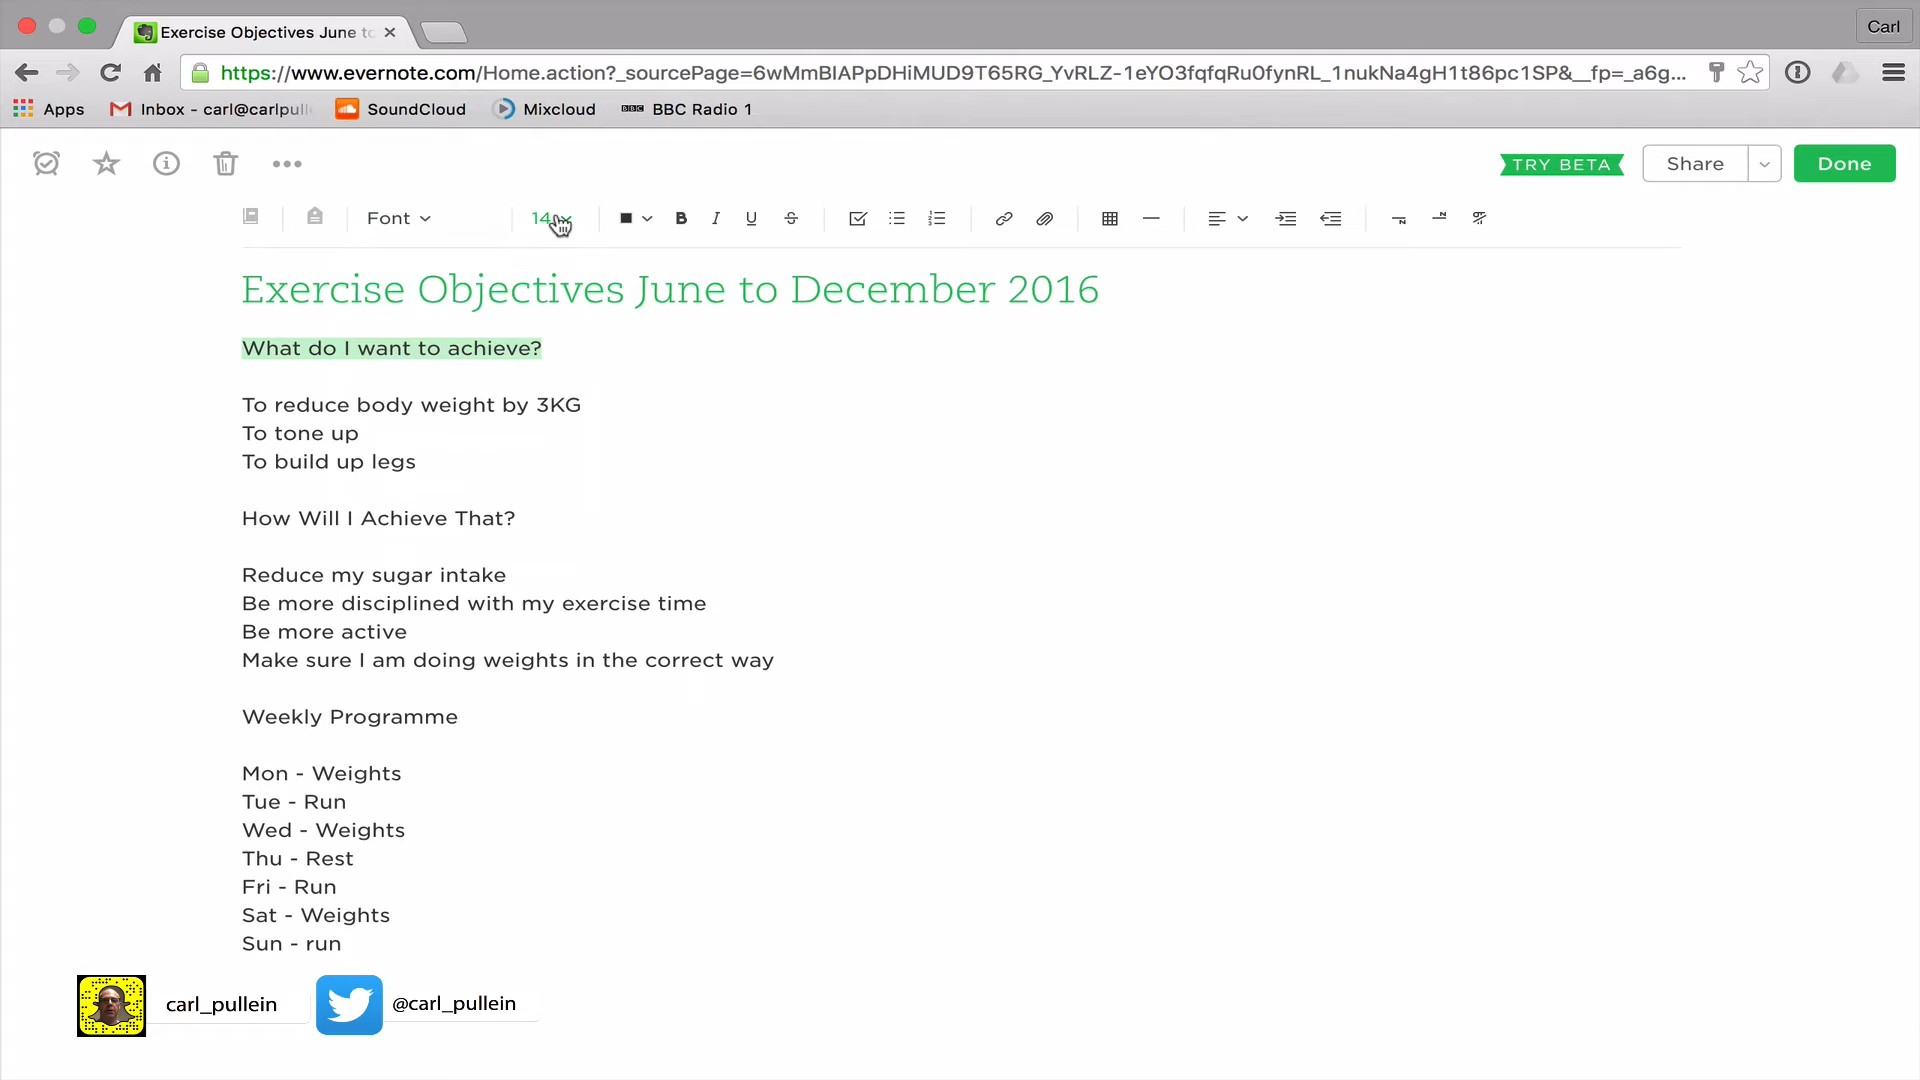 Exercise Objectives June to
Carl
https://www.evernote.com/Home.action?_sourcePage=6wMmBIAPpDHiMUD9T65RG_YvRLZ-1eYO3fqfqRu0fynRL_1nukNa4gH1t86pc1SP&__fp=_a6g...
Apps Inbox - carl@carlpull SoundCloud Mixcloud BBC BBC Radio 1
TRY BETA Share Done
Font 14 B I U S
Exercise Objectives June to December 2016
What do I want to achieve?
To reduce body weight by 3KG
To tone up
To build up legs
How Will I Achieve That?
Reduce my sugar intake
Be more disciplined with my exercise time
Be more active
Make sure I am doing weights in the correct way
Weekly Programme
Mon - Weights
Tue - Run
Wed - Weights
Thu - Rest
Fri - Run
Sat - Weights
Sun - run
carl_pullein @carl_pullein